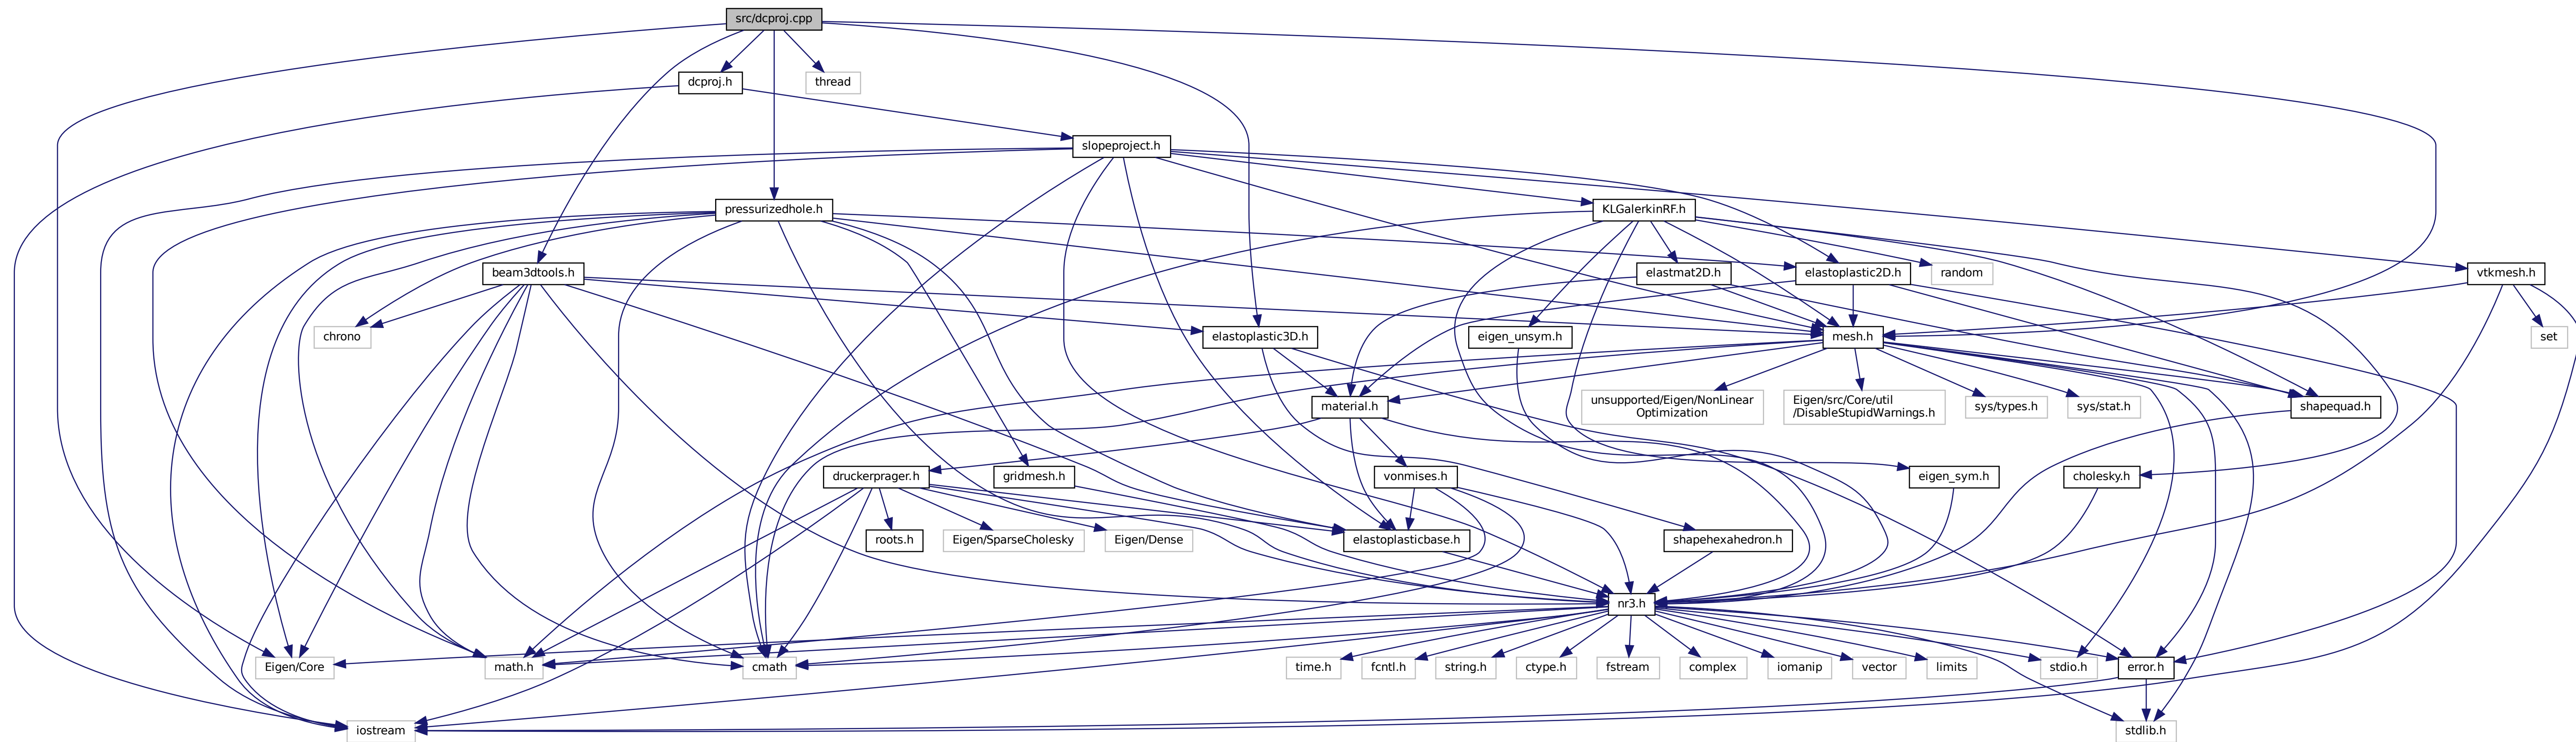 src/dcproj.cpp
dcproj.h
thread
slopeproject.h
pressurizedhole.h
KLGalerkinRF.h
beam3dtools.h
elastmat2D.h
elastoplastic2D.h
random
vtkmesh.h
chrono
elastoplastic3D.h
eigen_unsym.h
mesh.h
set
material.h
unsupported/Eigen/NonLinear
Optimization
Eigen/src/Core/util
/DisableStupidWarnings.h
sys/types.h
sys/stat.h
shapequad.h
druckerprager.h
gridmesh.h
vonmises.h
eigen_sym.h
cholesky.h
roots.h
Eigen/SparseCholesky
Eigen/Dense
elastoplasticbase.h
shapehexahedron.h
nr3.h
Eigen/Core
math.h
cmath
time.h
fcntl.h
string.h
ctype.h
fstream
complex
iomanip
vector
limits
stdio.h
error.h
iostream
stdlib.h